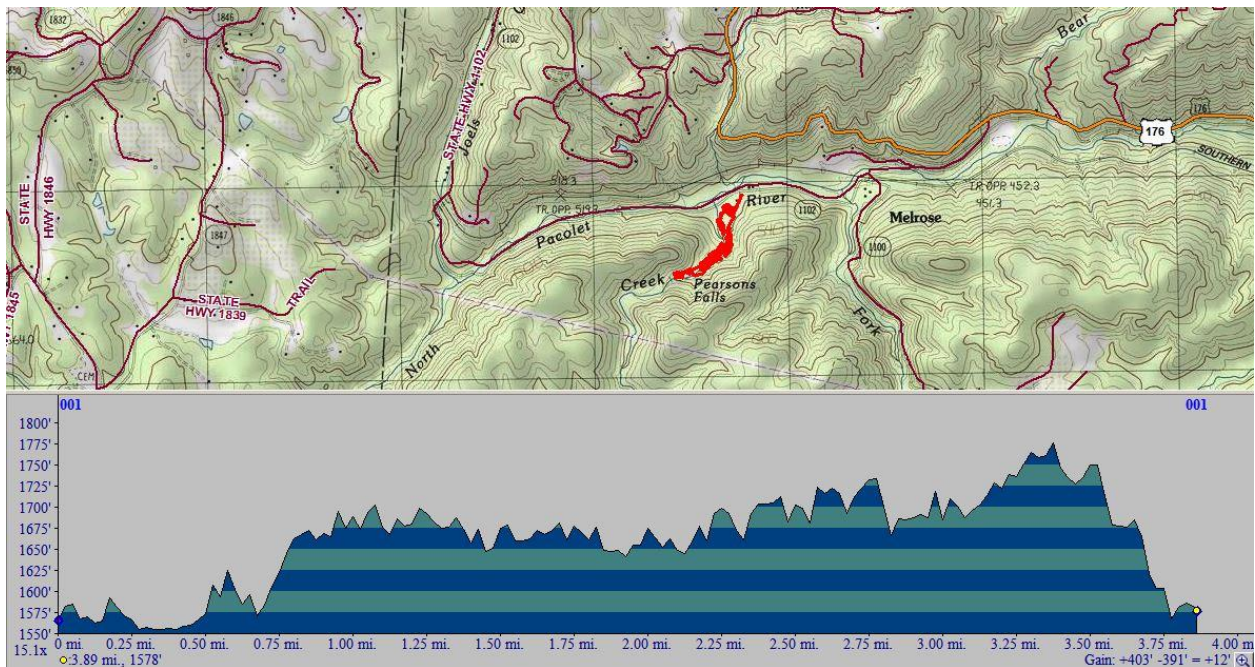 1832
1846
1102
STATE HWY 1102
Joels
Bear
176
176
SOUTHERN
STATE
HWY 1846
518.3
TR. OPP.
TR. OPP. 452.3
451.3
River
1102
Melrose
Pacolet
1847
1100
Creek
Pearsons
Falls
TRAIL
STATE
HWY 1839
Fork
North
CEM
001
001
1800'
1775'
1750'
1725'
1700'
1675'
1650'
1625'
1600'
1575'
1550'
15.1x
0 mi.
0.25 mi.
0.50 mi.
0.75 mi.
1.00 mi.
1.25 mi.
1.50 mi.
1.75 mi.
2.00 mi.
2.25 mi.
2.50 mi.
2.75 mi.
3.00 mi.
3.25 mi.
3.50 mi.
3.75 mi.
4.00 m
:3.89 mi., 1578'
Gain: +403' -391' = +12'